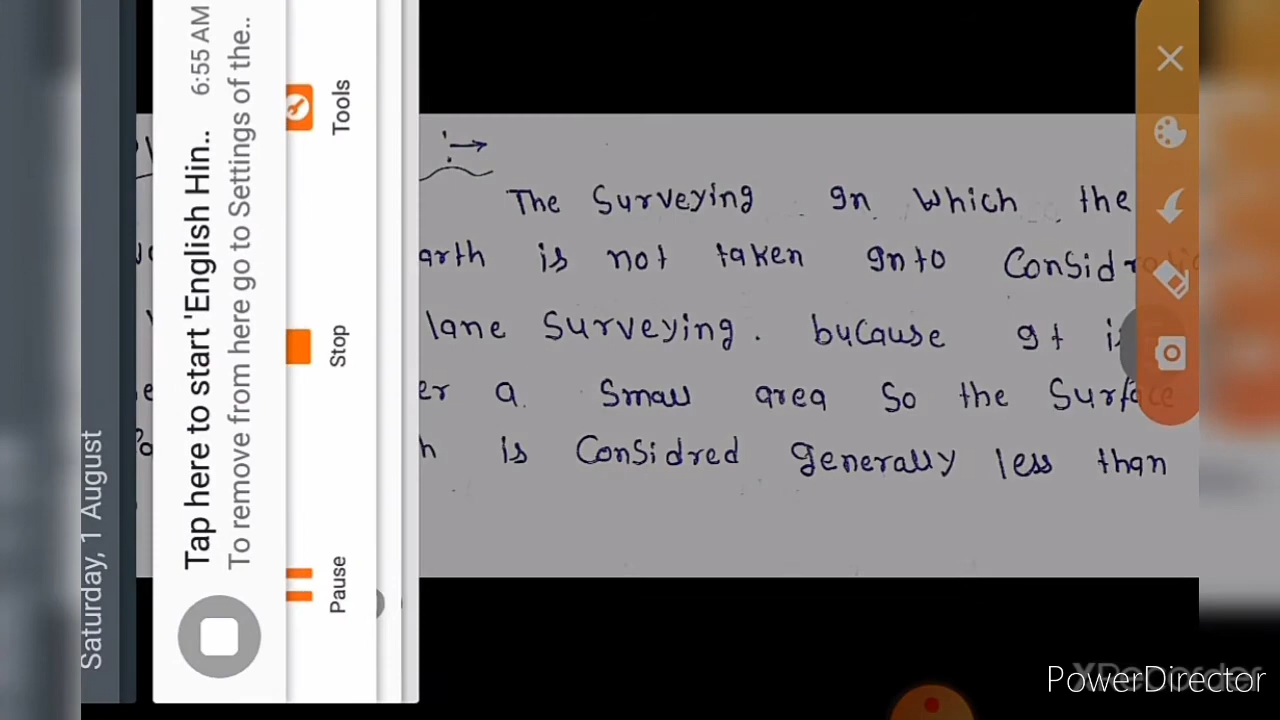 Saturday, 1 August
Tap here to start 'English Hin.. 6:55 AM
To remove from here go to Settings of the..
Pause
Stop
Tools
The Surveying In Which the
arth is not taken Into
lane Surveying. bucause It
er a Small area So the Surface
h is Considred generally less than
XRecorder
PowerDirector